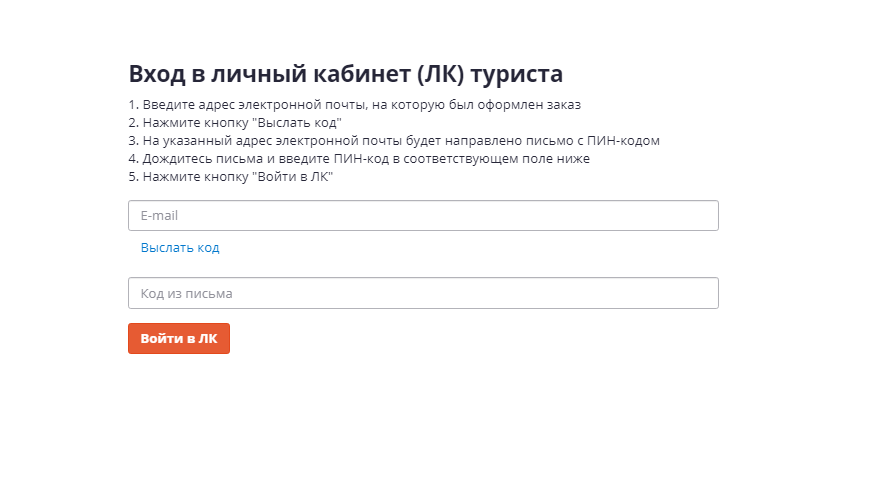 Вход в личный кабинет (ЛК) туриста
1. Введите адрес электронной почты, на которую был оформлен заказ
2. Нажмите кнопку "Выслать код"
3. На указанный адрес электронной почты будет направлено письмо с ПИН-кодом
4. Дождитесь письма и введите ПИН-код в соответствующем поле ниже
5. Нажмите кнопку "Войти в ЛК"
E-mail
Выслать код
Код из письма
Войти в ЛК